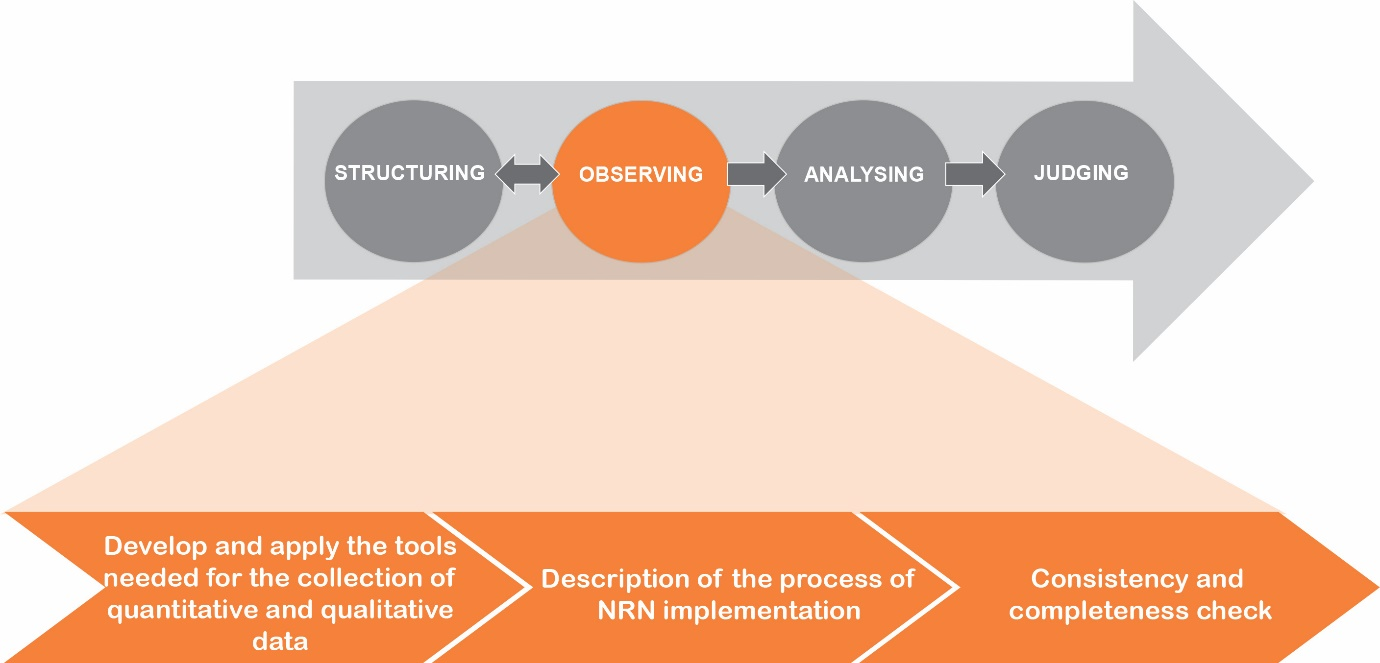 STRUCTURING
OBSERVING
ANALYSING
JUDGING
Develop and apply the tools
needed for the collection of
quantitative and qualitative
data
Description of the process of
NRN implementation
Consistency and
completeness check